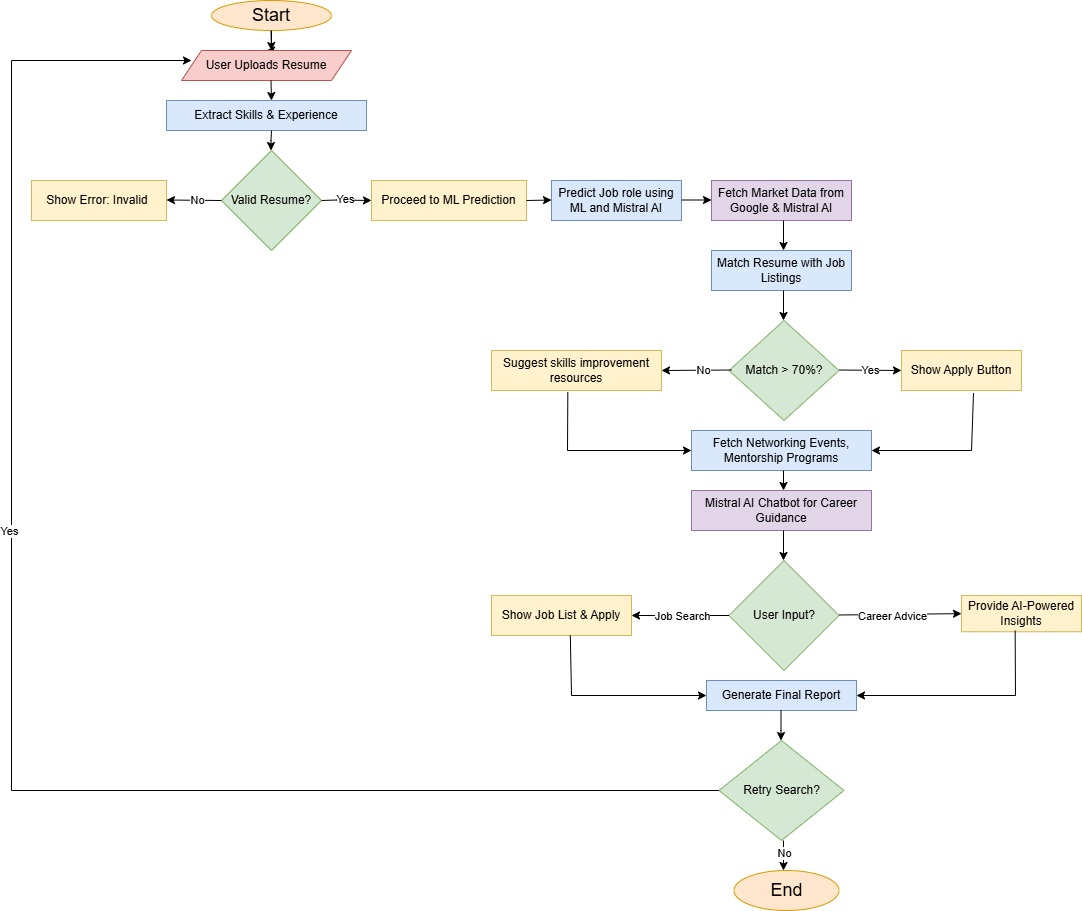 Start
User Uploads Resume
Extract Skills & Experience
Show Error: Invalid
No
Valid Resume?
Yes
Proceed to ML Prediction
Predict Job role using
ML and Mistral AI
Fetch Market Data from
Google & Mistral AI
Match Resume with Job
Listings
Suggest skills improvement
resources
No
Match > 70%?
Yes
Show Apply Button
Fetch Networking Events,
Mentorship Programs
Mistral AI Chatbot for Career
Guidance
Yes
Show Job List & Apply
Job Search
User Input?
Career Advice
Provide AI-Powered
Insights
Generate Final Report
Retry Search?
No
End